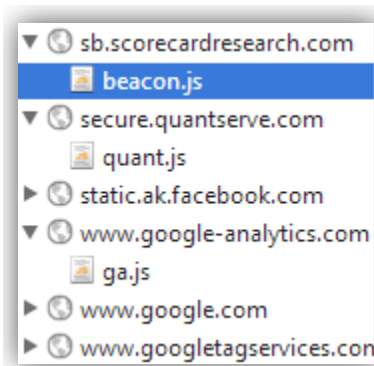 sb.scorecardresearch.com
beacon.js
secure.quantserve.com
quant.js
static.ak.facebook.com
www.google-analytics.com
ga.js
www.google.com
www.googletagservices.con